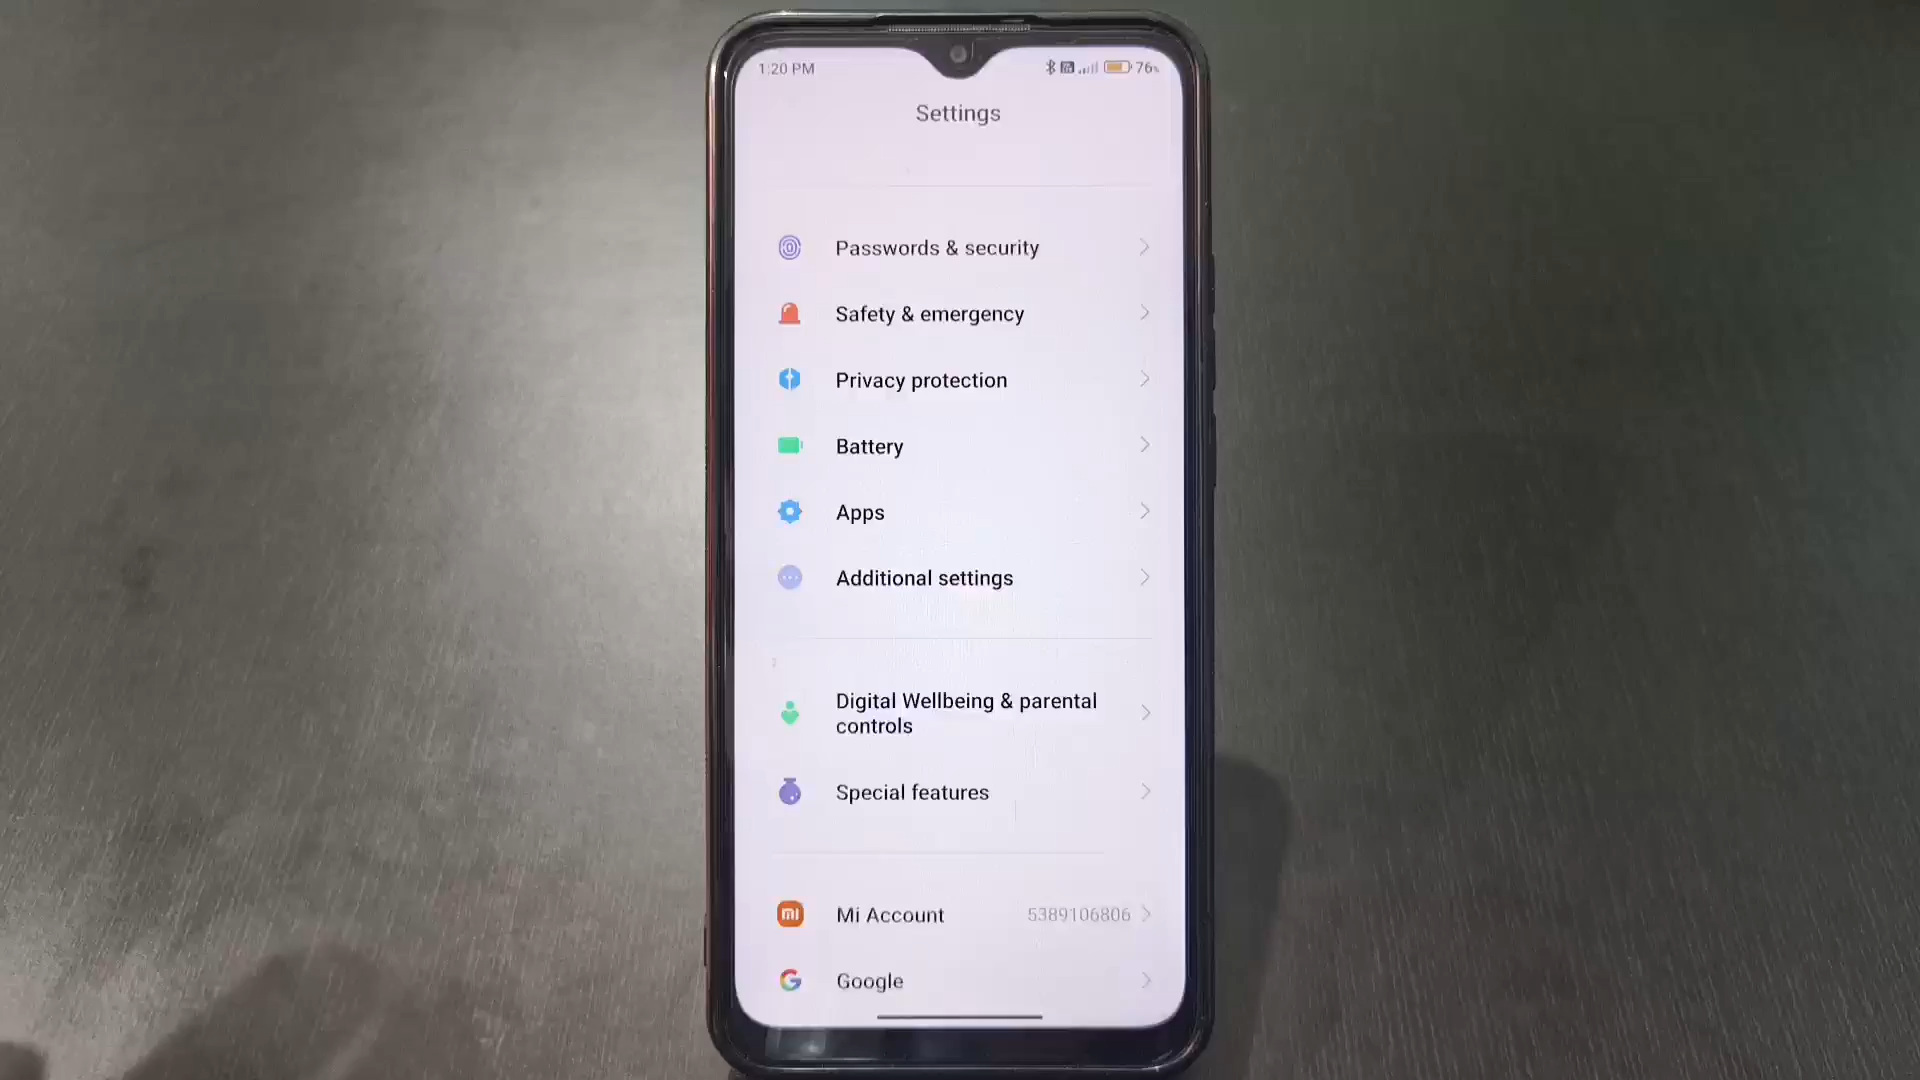 1:20 PM 76%
Settings
Passwords & security
Safety & emergency
Privacy protection
Battery
Apps
Additional settings
Digital Wellbeing & parental
controls
Special features
mi Mi Account 5389106806
Google